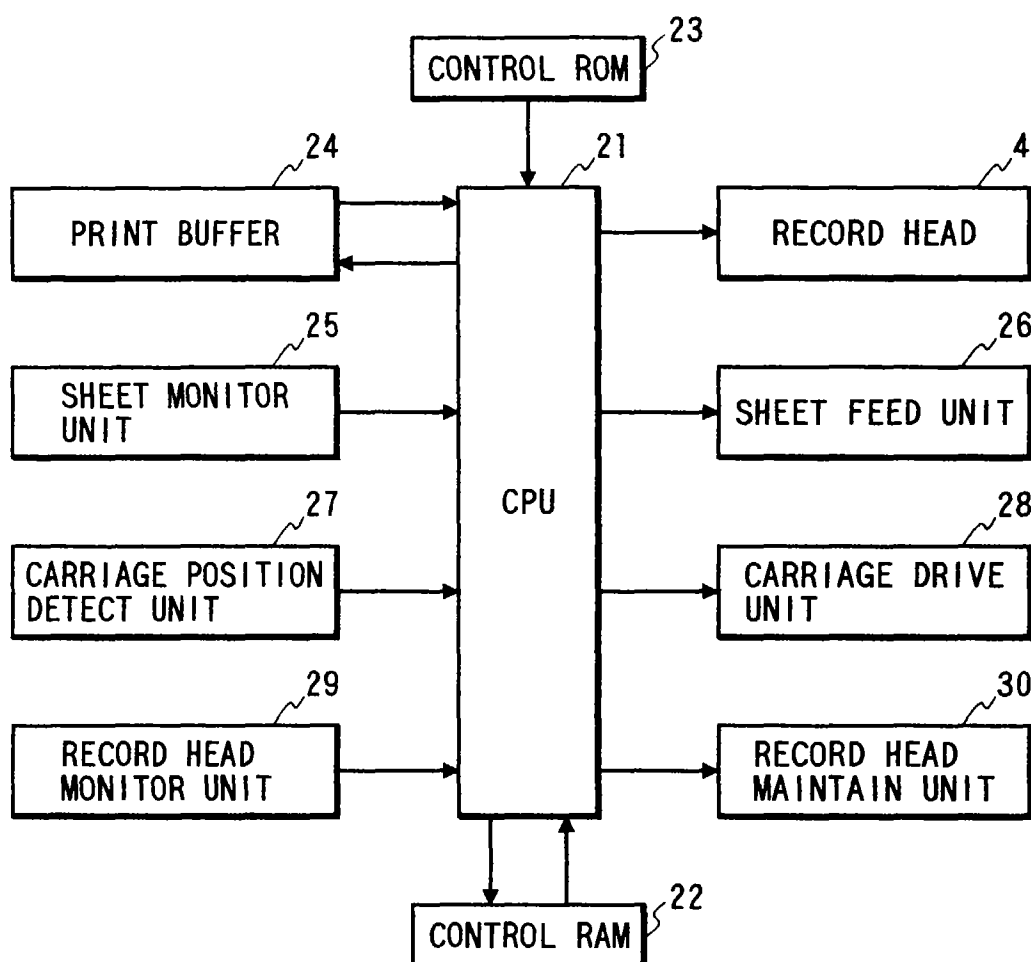 23
CONTROL ROM
24
21
4
PRINT BUFFER
RECORD HEAD
25
26
SHEET MONITOR
UNIT
SHEET FEED UNIT
CPU
27
28
CARRIAGE POSITION
DETECT UNIT
CARRIAGE DRIVE
UNIT
29
30
RECORD HEAD
MONITOR UNIT
RECORD HEAD
MAINTAIN UNIT
22
CONTROL RAM